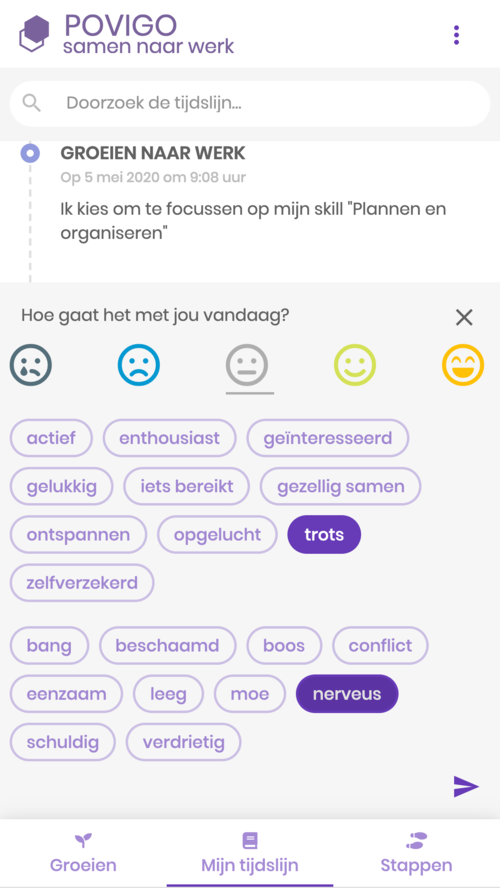 POVIGO
samen naar werk
Doorzoek de tijdslijn...
GROEIEN NAAR WERK
Op 5 mei 2020 om 9:08 uur
Ik kies om te focussen op mijn skill "Plannen en
organiseren"
Hoe gaat het met jou vandaag?
actief enthousiast geïnteresseerd
gelukkig iets bereikt gezellig samen
ontspannen opgelucht trots
zelfverzekerd
bang beschaamd boos conflict
eenzaam leeg moe nerveus
schuldig verdrietig
Groeien Mijn tijdslijn Stappen